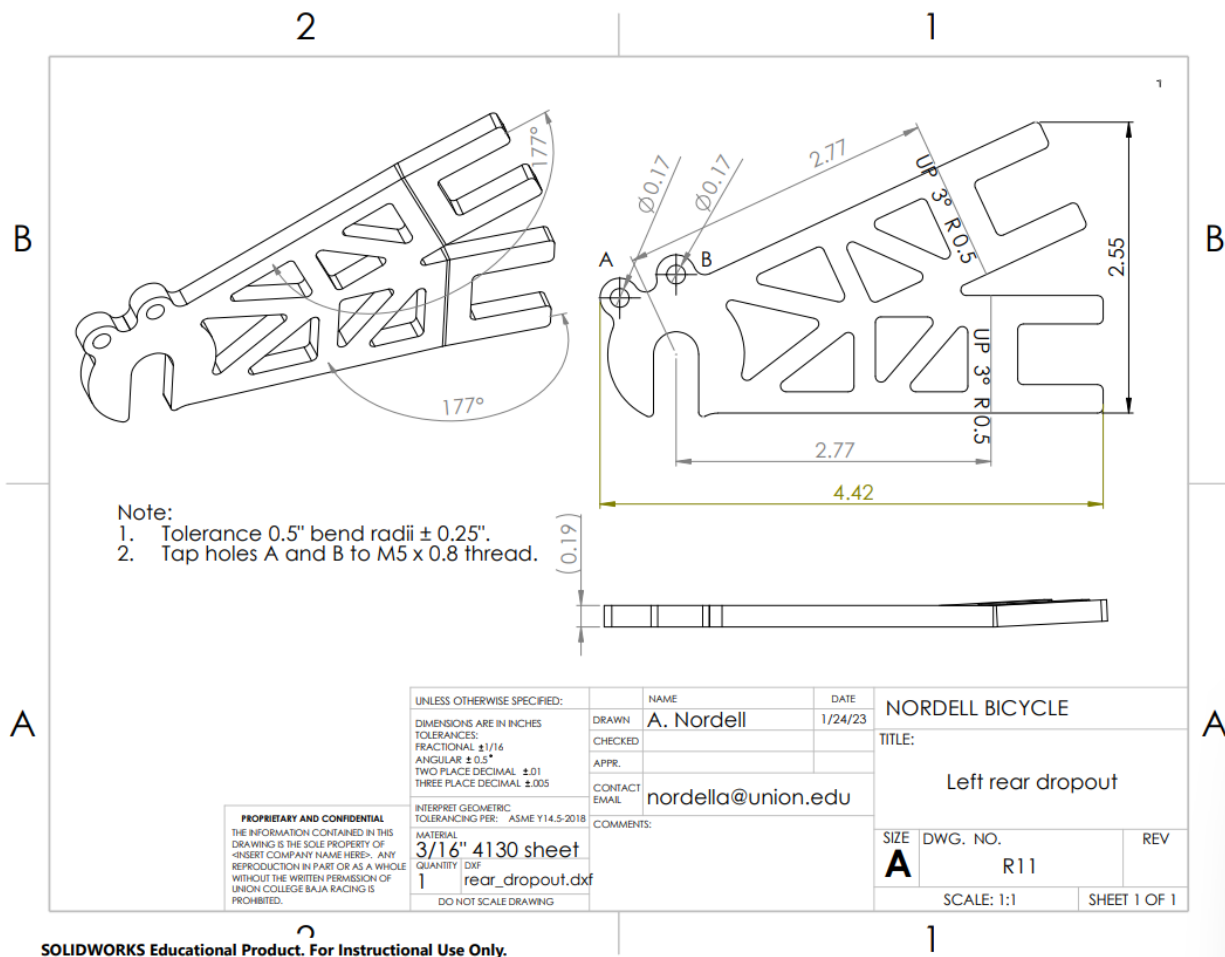 2
1
1
B
B
177°
177°
Ø0.17
Ø0.17
2.77
UP 3° R 0.5
A
B
2.55
UP 3° R 0.5
2.77
4.42
Note:
1. Tolerance 0.5" bend radii ± 0.25".
2. Tap holes A and B to M5 x 0.8 thread.
(0.19)
A
A
UNLESS OTHERWISE SPECIFIED:
DIMENSIONS ARE IN INCHES
TOLERANCES:
FRACTIONAL ±1/16
ANGULAR ± 0.5°
TWO PLACE DECIMAL ±.01
THREE PLACE DECIMAL ±.005
INTERPRET GEOMETRIC
TOLERANCING PER: ASME Y14.5-2018
MATERIAL
3/16" 4130 sheet
QUANTITY
1
DXF
rear_dropout.dxf
DO NOT SCALE DRAWING
NAME DATE
DRAWN A. Nordell 1/24/23
CHECKED
APPR.
CONTACT
EMAIL
nordella@union.edu
COMMENTS:
NORDELL BICYCLE
TITLE:
Left rear dropout
SIZE DWG. NO. REV
A R11
SCALE: 1:1 SHEET 1 OF 1
PROPRIETARY AND CONFIDENTIAL
THE INFORMATION CONTAINED IN THIS
DRAWING IS THE SOLE PROPERTY OF
<INSERT COMPANY NAME HERE>. ANY
REPRODUCTION IN PART OR AS A WHOLE
WITHOUT THE WRITTEN PERMISSION OF
UNION COLLEGE BAJA RACING IS
PROHIBITED.
2
1
SOLIDWORKS Educational Product. For Instructional Use Only.